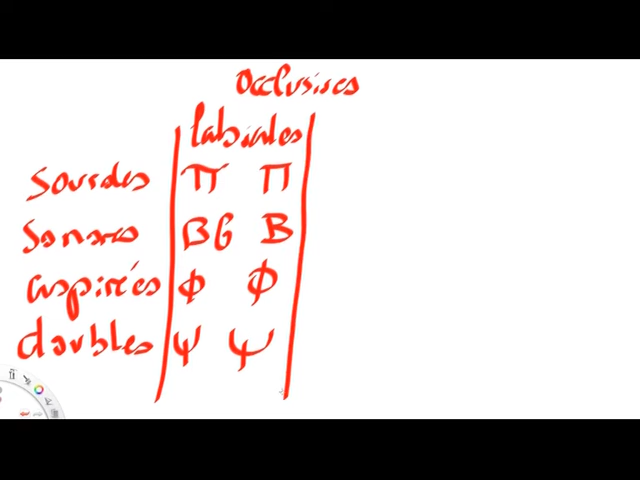 Occlusives
labiales
sourdes π Π
sonores β ϐ Β
aspirées φ Φ
doubles ψ Ψ